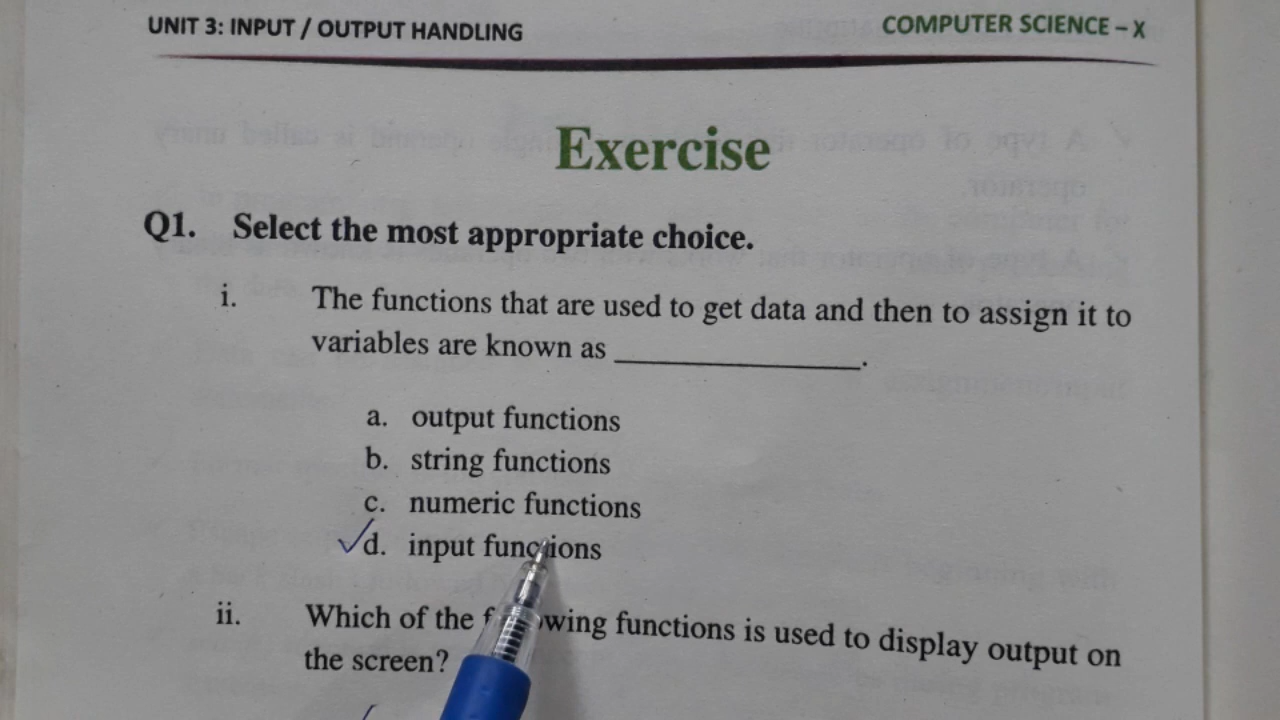 UNIT 3: INPUT / OUTPUT HANDLING COMPUTER SCIENCE – X
Exercise
Q1. Select the most appropriate choice.
i. The functions that are used to get data and then to assign it to
variables are known as ____________________.
a. output functions
b. string functions
c. numeric functions
✓d. input functions
ii. Which of the following functions is used to display output on
the screen?